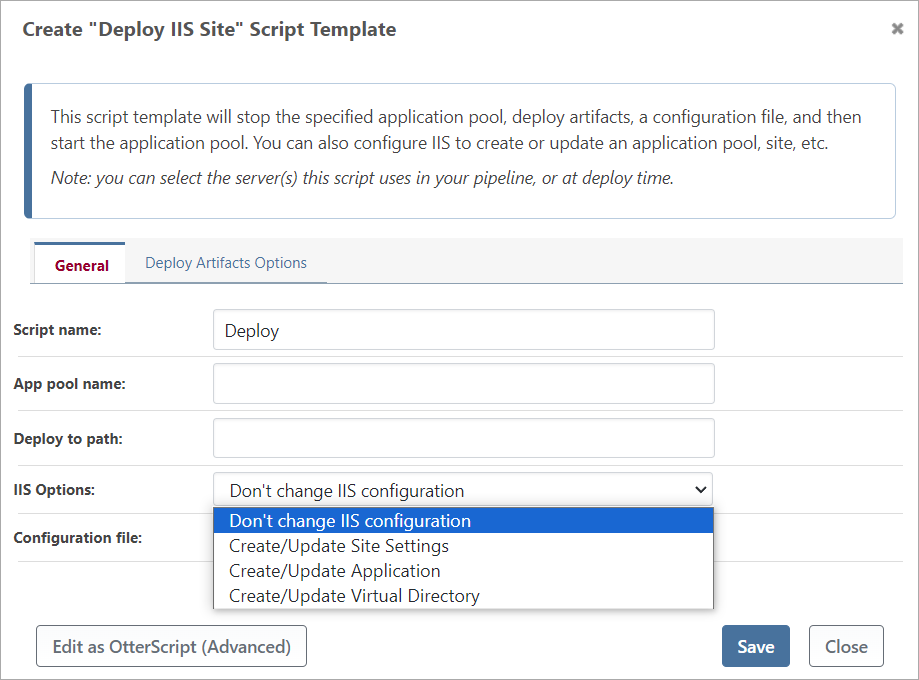 Create "Deploy IIS Site" Script Template
This script template will stop the specified application pool, deploy artifacts, a configuration file, and then
start the application pool. You can also configure IIS to create or update an application pool, site, etc.
Note: you can select the server(s) this script uses in your pipeline, or at deploy time.
General
Deploy Artifacts Options
Script name:
Deploy
App pool name:
Deploy to path:
IIS Options:
Don't change IIS configuration
Don't change IIS configuration
Create/Update Site Settings
Create/Update Application
Create/Update Virtual Directory
Configuration file:
Edit as OtterScript (Advanced)
Save
Close